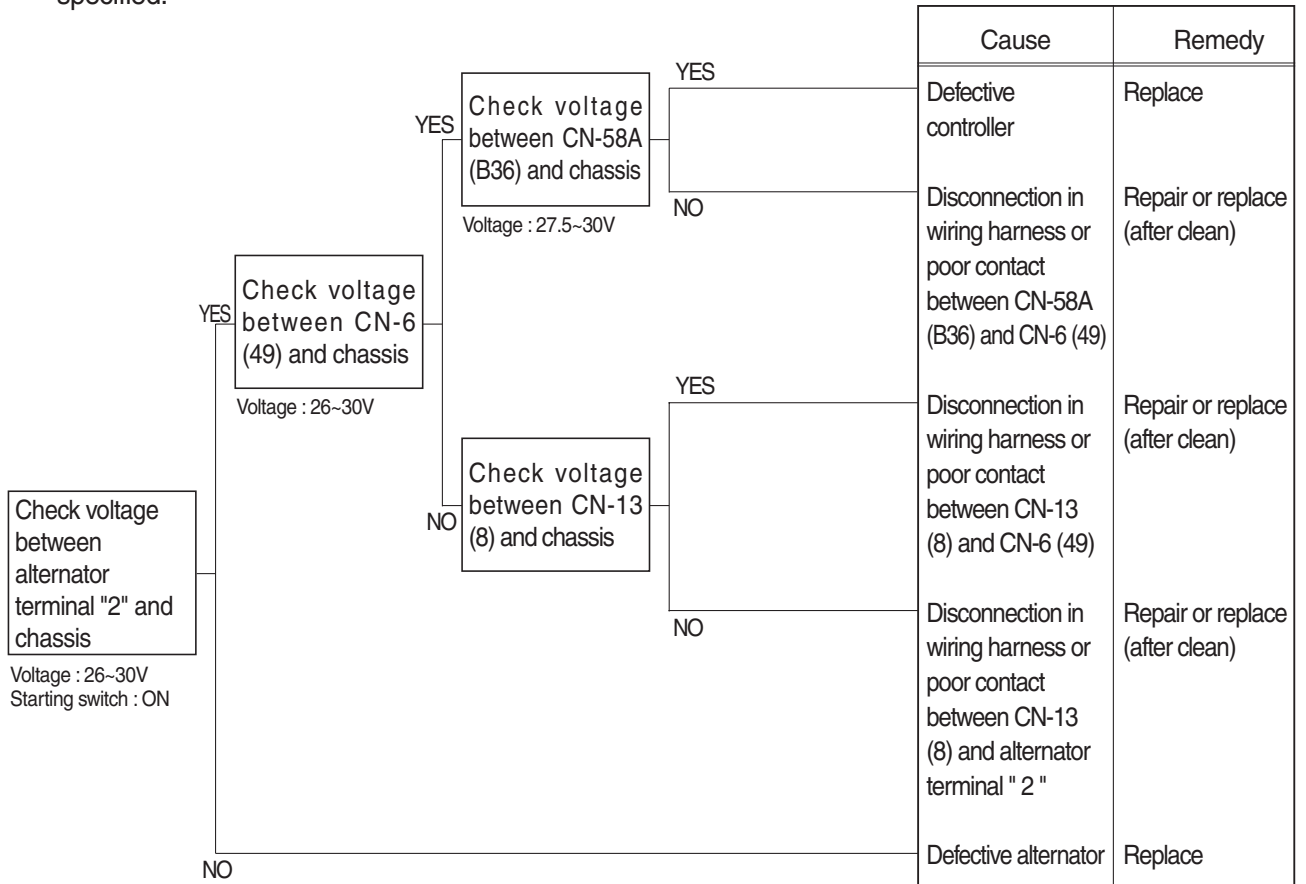 specified.
Cause
Remedy
YES
Check voltage
between CN-58A
(B36) and chassis
Voltage : 27.5~30V
YES
NO
Defective
controller
Replace
Disconnection in
wiring harness or
poor contact
between CN-58A
(B36) and CN-6 (49)
Repair or replace
(after clean)
YES
Check voltage
between CN-6
(49) and chassis
Voltage : 26~30V
YES
Disconnection in
wiring harness or
poor contact
between CN-13
(8) and CN-6 (49)
Repair or replace
(after clean)
NO
Check voltage
between CN-13
(8) and chassis
Check voltage
between
alternator
terminal "2" and
chassis
Voltage : 26~30V
Starting switch : ON
NO
Disconnection in
wiring harness or
poor contact
between CN-13
(8) and alternator
terminal " 2 "
Repair or replace
(after clean)
NO
Defective alternator
Replace